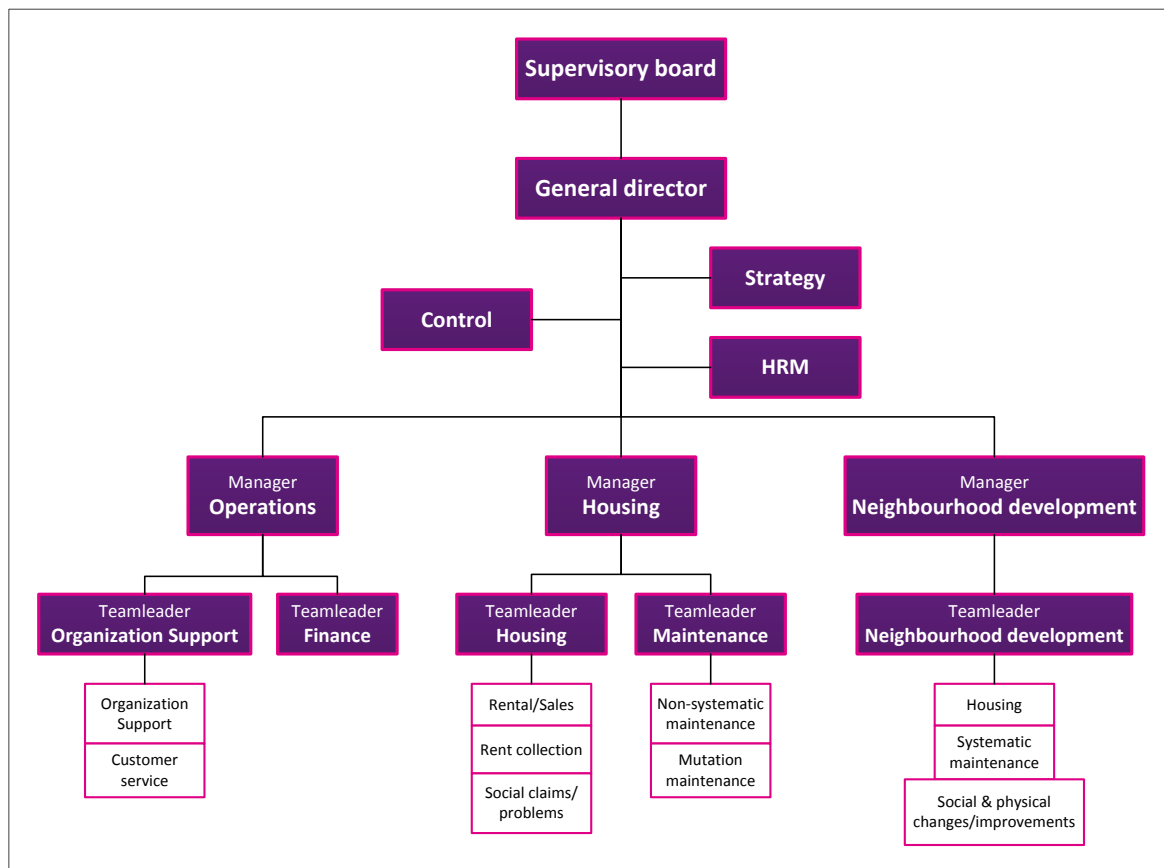 Supervisory board
General director
Strategy
Control
HRM
Manager
Operations
Manager
Housing
Manager
Neighbourhood development
Teamleader
Organization Support
Teamleader
Finance
Teamleader
Housing
Teamleader
Maintenance
Teamleader
Neighbourhood development
Organization
Support
Customer
service
Rental/Sales
Rent collection
Social claims/
problems
Non-systematic
maintenance
Mutation
maintenance
Housing
Systematic
maintenance
Social & physical
changes/improvements